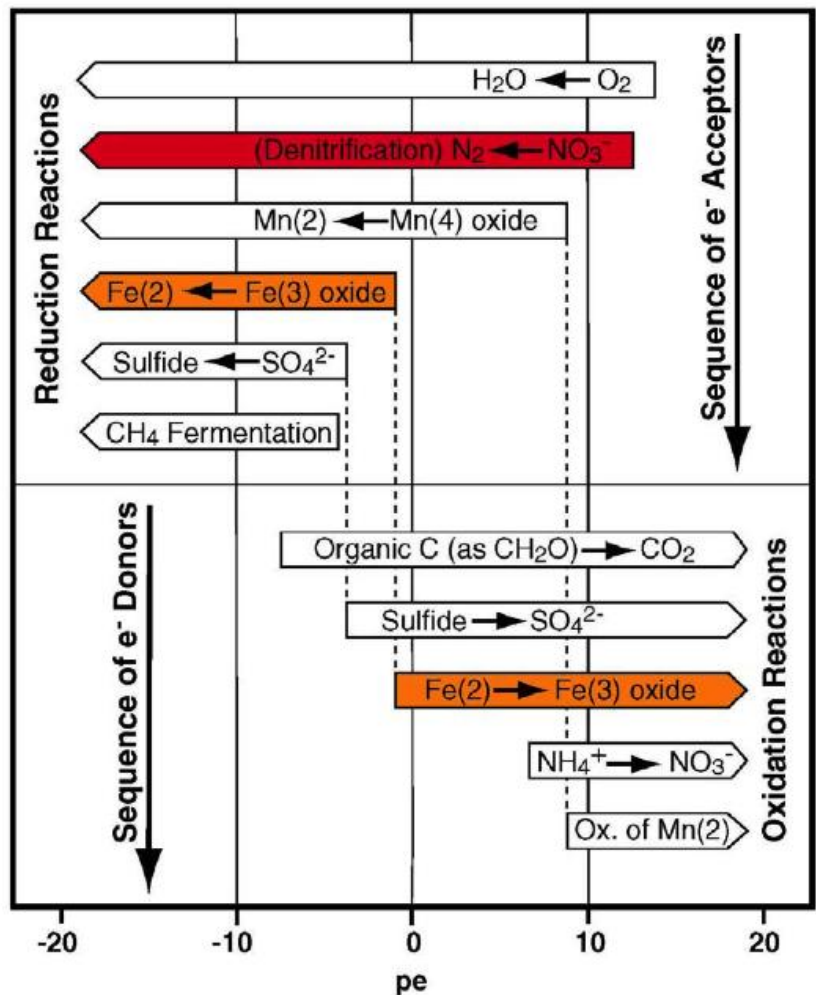 Reduction Reactions
H₂O ← O₂
(Denitrification) N₂ ← NO₃⁻
Mn(2) ← Mn(4) oxide
Fe(2) ← Fe(3) oxide
Sulfide ← SO₄²⁻
CH₄ Fermentation
Sequence of e⁻ Acceptors
Sequence of e⁻ Donors
Organic C (as CH₂O) → CO₂
Sulfide → SO₄²⁻
Fe(2) → Fe(3) oxide
NH₄⁺ → NO₃⁻
Ox. of Mn(2)
Oxidation Reactions
-20 -10 0 10 20
pe